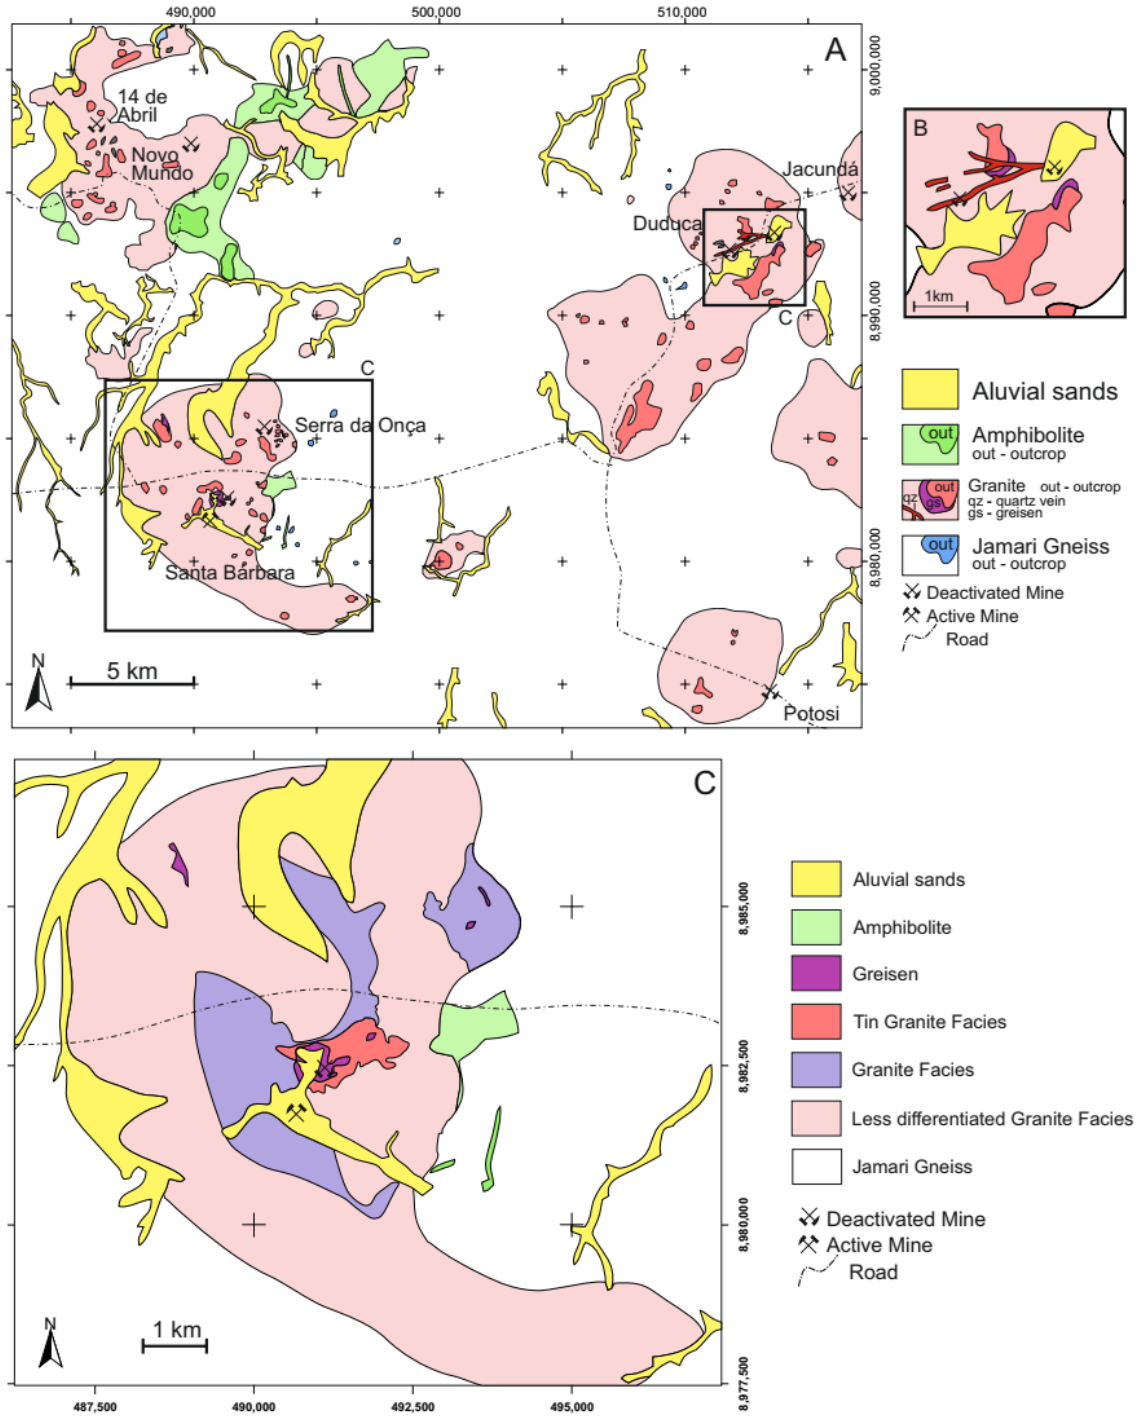 490,000
500,000
510,000
A
9,000,000
14 de
Abril
Novo
Mundo
Jacundá
Duduca
C
8,990,000
C
Serra da Onça
8,980,000
Santa Bárbara
N
5 km
Potosi
B
1km
Aluvial sands
out
Amphibolite
out - outcrop
out
qz
gs
Granite out - outcrop
qz - quartz vein
gs - greisen
out
Jamari Gneiss
out - outcrop
Deactivated Mine
Active Mine
Road
C
8,985,000
8,982,500
8,980,000
8,977,500
N
1 km
487,500
490,000
492,500
495,000
Aluvial sands
Amphibolite
Greisen
Tin Granite Facies
Granite Facies
Less differentiated Granite Facies
Jamari Gneiss
Deactivated Mine
Active Mine
Road